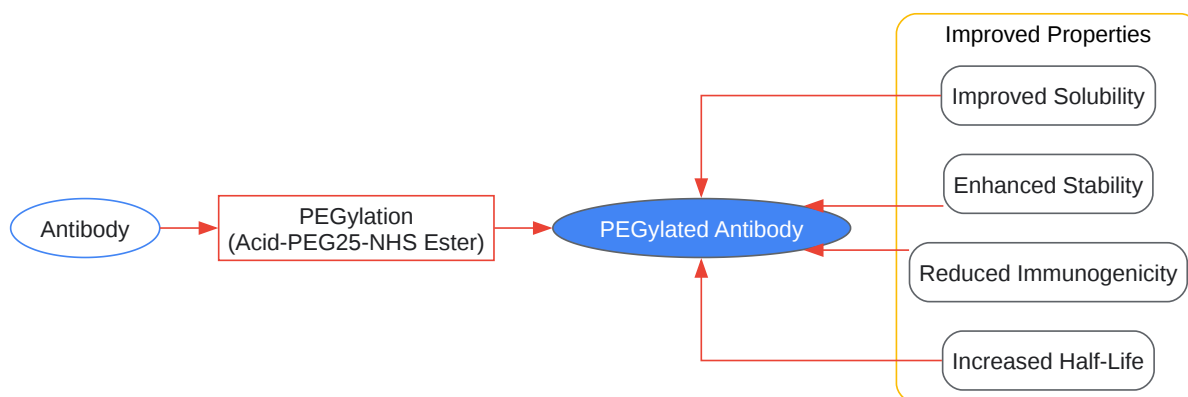 Improved Properties
Improved Solubility
Enhanced Stability
Antibody
PEGylation
(Acid-PEG25-NHS Ester)
PEGylated Antibody
Reduced Immunogenicity
Increased Half-Life